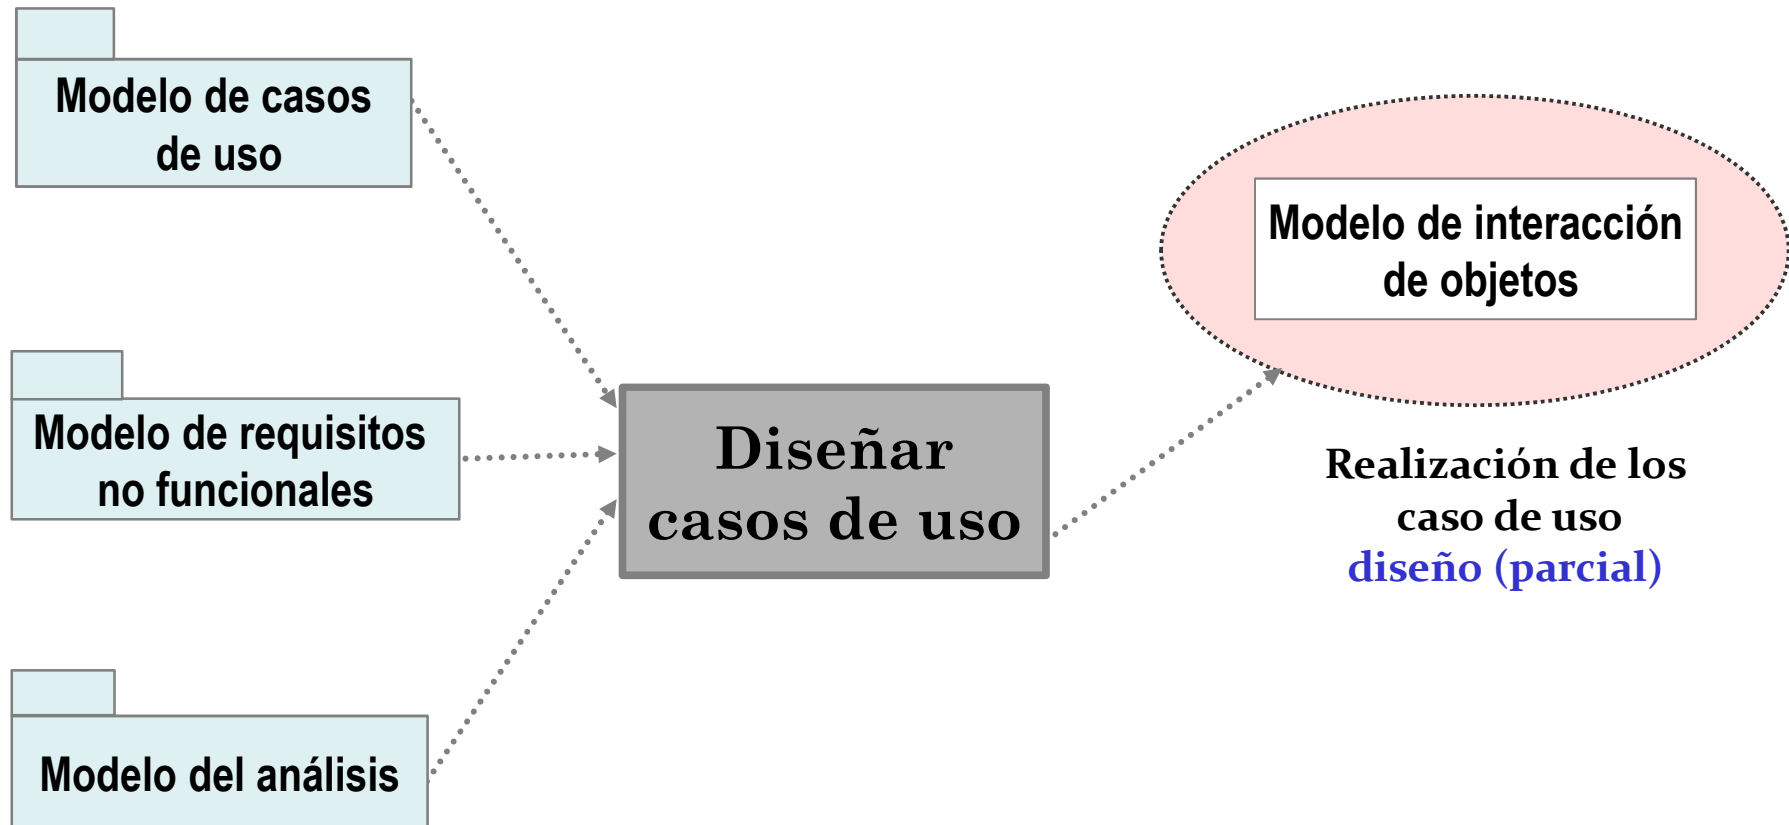 Modelo de casos
de uso
Modelo de requisitos
no funcionales
Modelo del análisis
Diseñar
casos de uso
Modelo de interacción
de objetos
Realización de los
caso de uso
diseño (parcial)